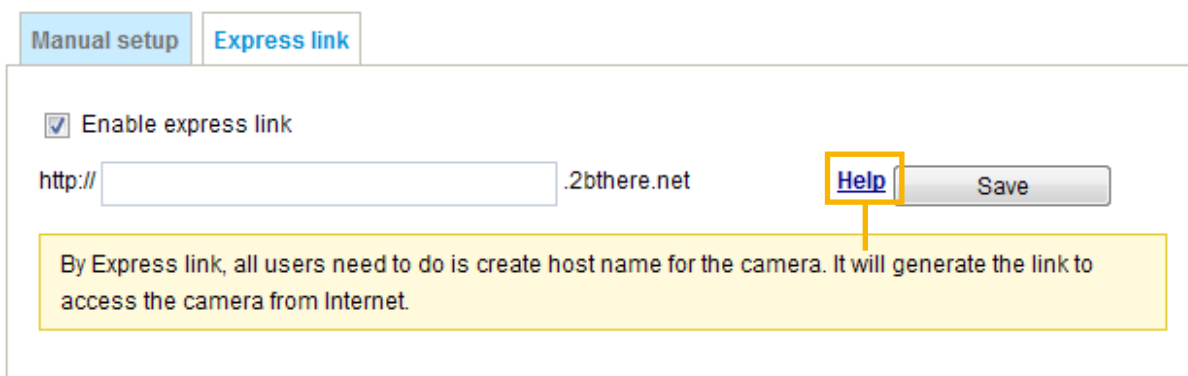 Manual setup Express link
Enable express link
http:// .2bthere.net Help Save
By Express link, all users need to do is create host name for the camera. It will generate the link to
access the camera from Internet.